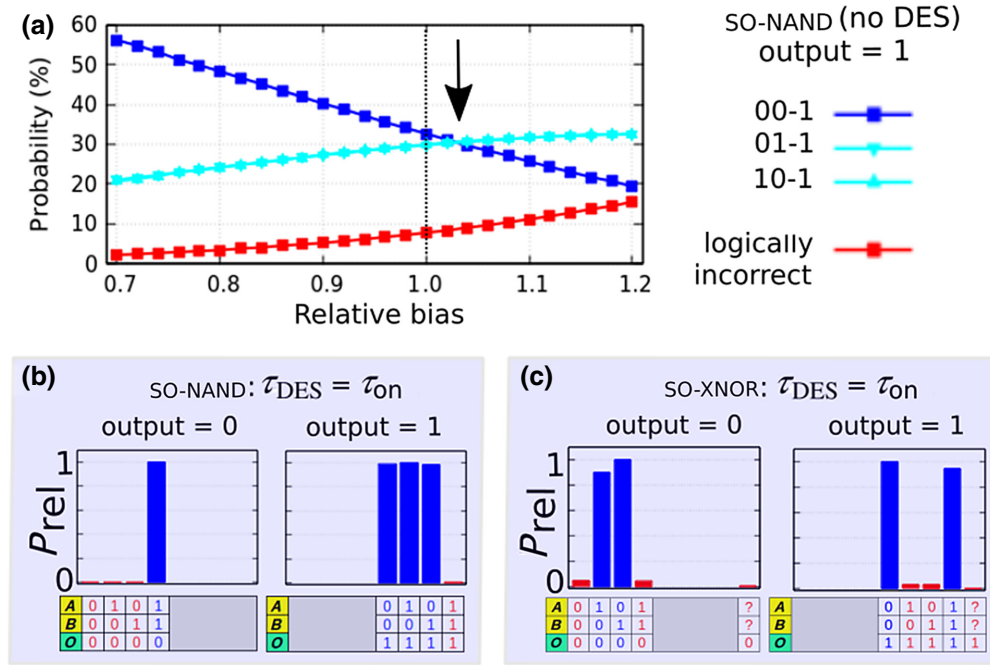 (a)
60
50
40
30
20
10
0
Probability (%)
0.7 0.8 0.9 1.0 1.1 1.2
Relative bias
SO-NAND (no DES)
output = 1
00-1
01-1
10-1
logically
incorrect
(b)
SO-NAND: τDES = τon
output = 0 output = 1
1
Prel
0
A 0 1 0 1
B 0 0 1 1
O 0 0 0 0
A 0 1 0 1
B 0 0 1 1
O 1 1 1 1
(c)
SO-XNOR: τDES = τon
output = 0 output = 1
1
Prel
0
A 0 1 0 1 ?
B 0 0 1 1 ?
O 0 0 0 0 0
A 0 1 0 1 ?
B 0 0 1 1 ?
O 1 1 1 1 1